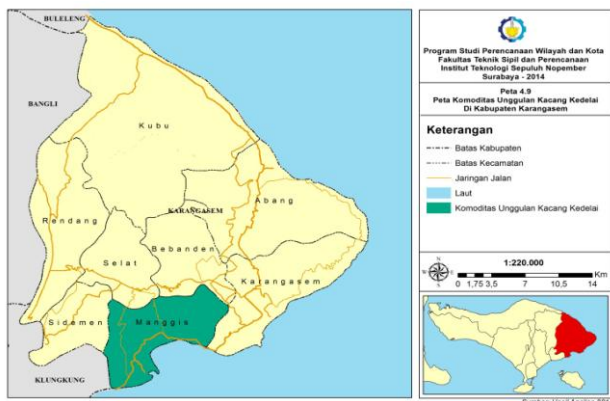 BULELENG
BANGLI
Kubu
Abang
KARANGASEM
Rendang
Bebanden
Selat
Karangasem
Sidemen
Manggis
KLUNGKUNG
Program Studi Perencanaan Wilayah dan Kota
Fakultas Teknik Sipil dan Perencanaan
Institut Teknologi Sepuluh Nopember
Surabaya - 2014
Peta 4.9
Peta Komoditas Unggulan Kacang Kedelai
Di Kabupaten Karangasem
Keterangan
Batas Kabupaten
Batas Kecamatan
Jaringan Jalan
Laut
Komoditas Unggulan Kacang Kedelai
1:220.000
0 1,75 3,5 7 10,5 14
Km